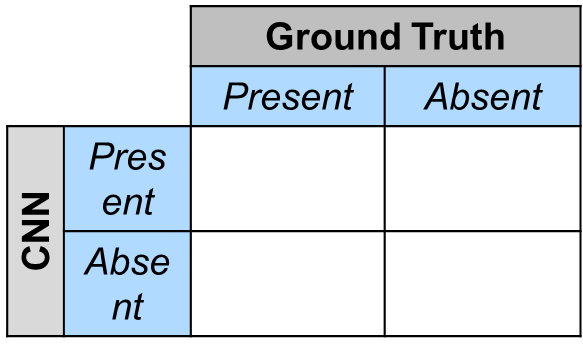 Ground Truth
Present Absent
CNN
Pres
ent
Abse
nt